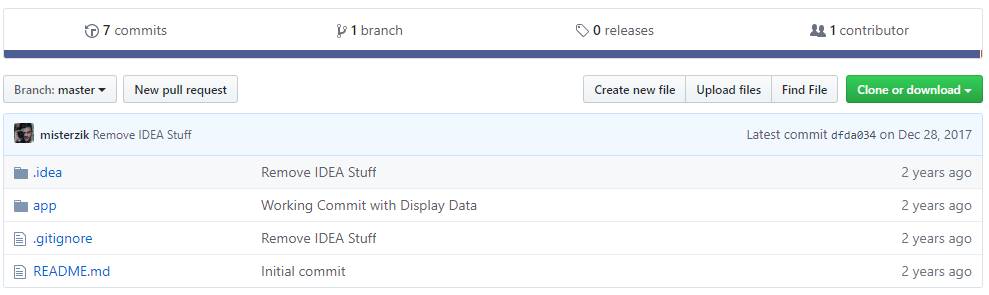 7 commits 1 branch 0 releases 1 contributor
Branch: master New pull request Create new file Upload files Find File Clone or download
misterzik Remove IDEA Stuff Latest commit dfda034 on Dec 28, 2017
.idea Remove IDEA Stuff 2 years ago
app Working Commit with Display Data 2 years ago
.gitignore Remove IDEA Stuff 2 years ago
README.md Initial commit 2 years ago